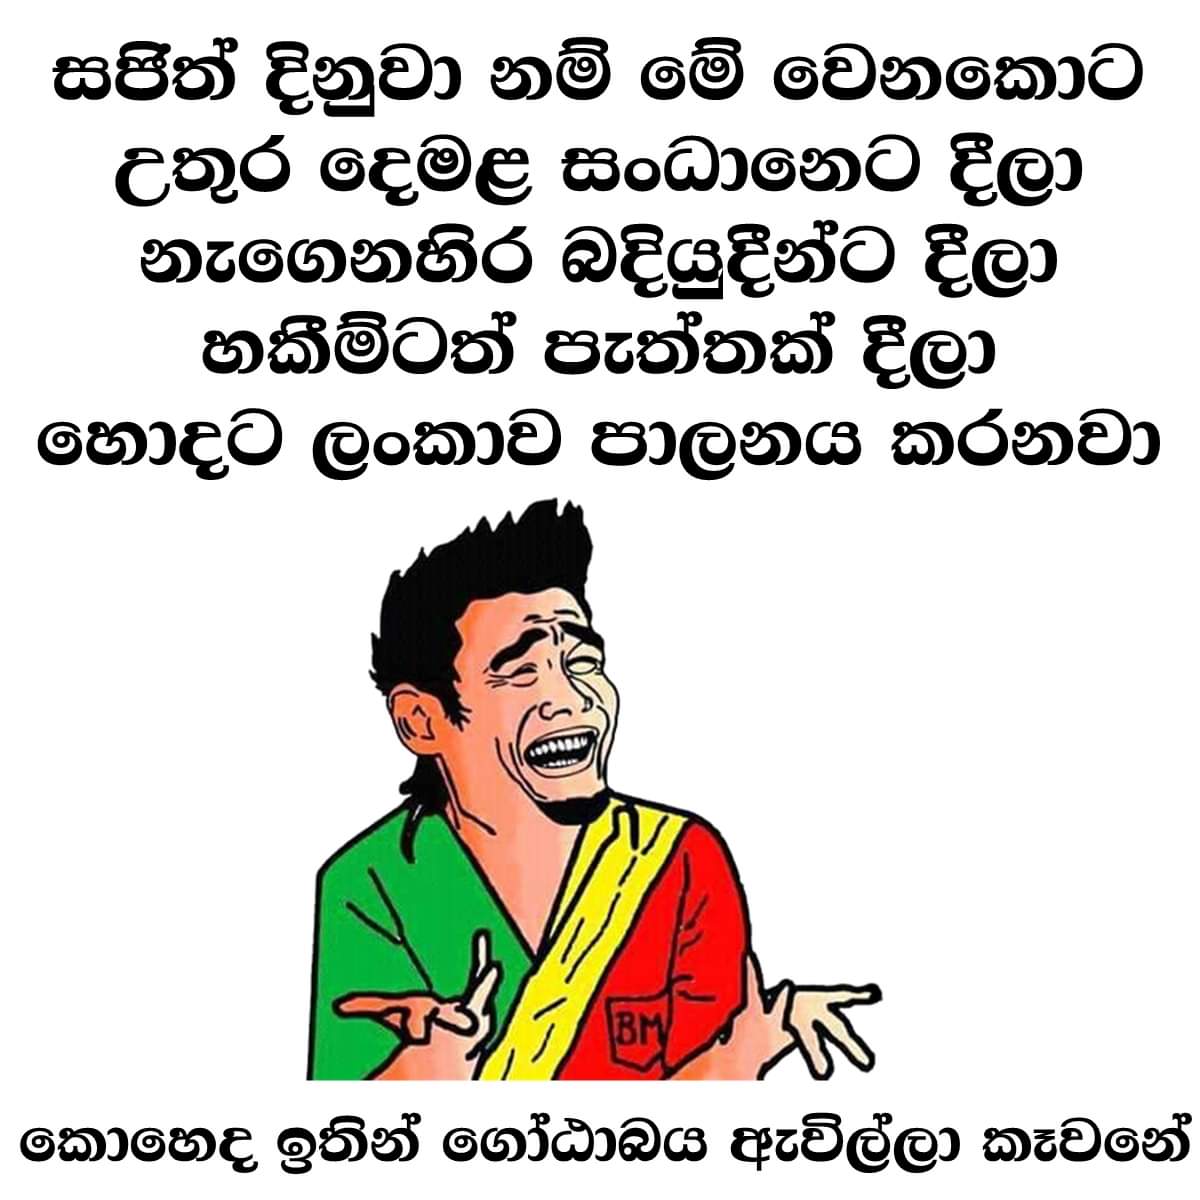 සජිත් දිනුවා නම් මේ වෙනකොට
උතුර දෙමළ සංධානෙට දීලා
නැගෙනහිර බදියුදීන්ට දීලා
හකීම්ටත් පැත්තක් දීලා
හොදට ලංකාව පාලනය කරනවා
BM
කොහෙද ඉතින් ගෝඨාබය ඇවිල්ලා කෑවනේ